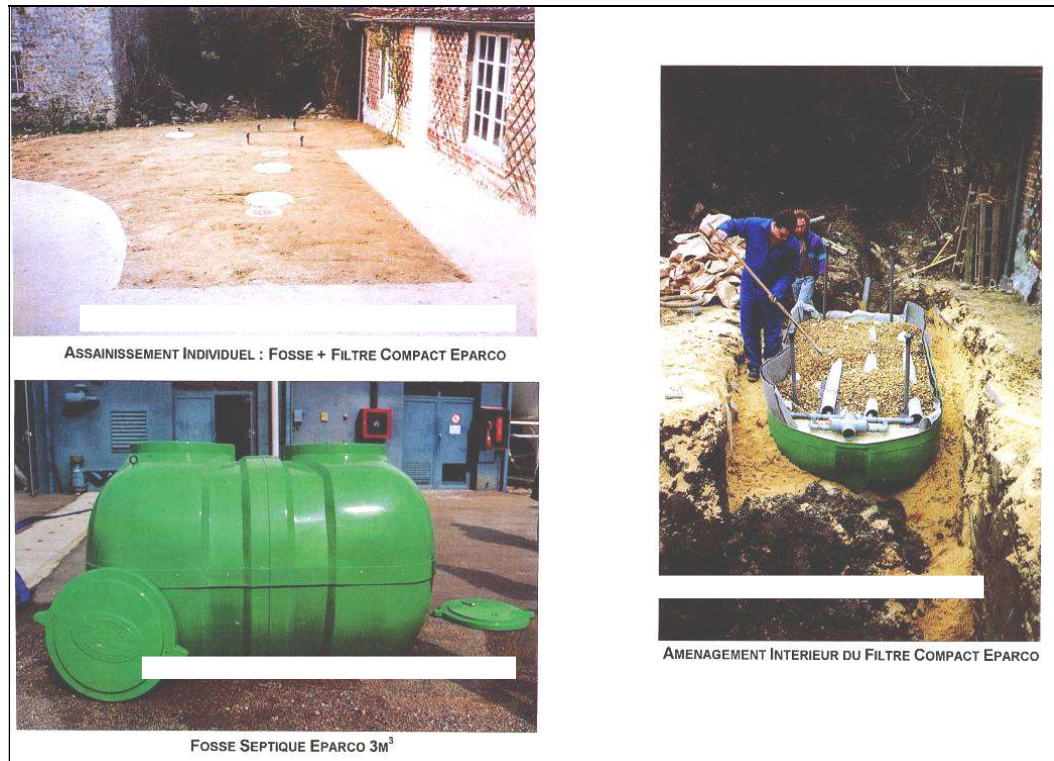 ASSAINISSEMENT INDIVIDUEL : FOSSE + FILTRE COMPACT EPARCO
FOSSE SEPTIQUE EPARCO 3M³
AMENAGEMENT INTERIEUR DU FILTRE COMPACT EPARCO